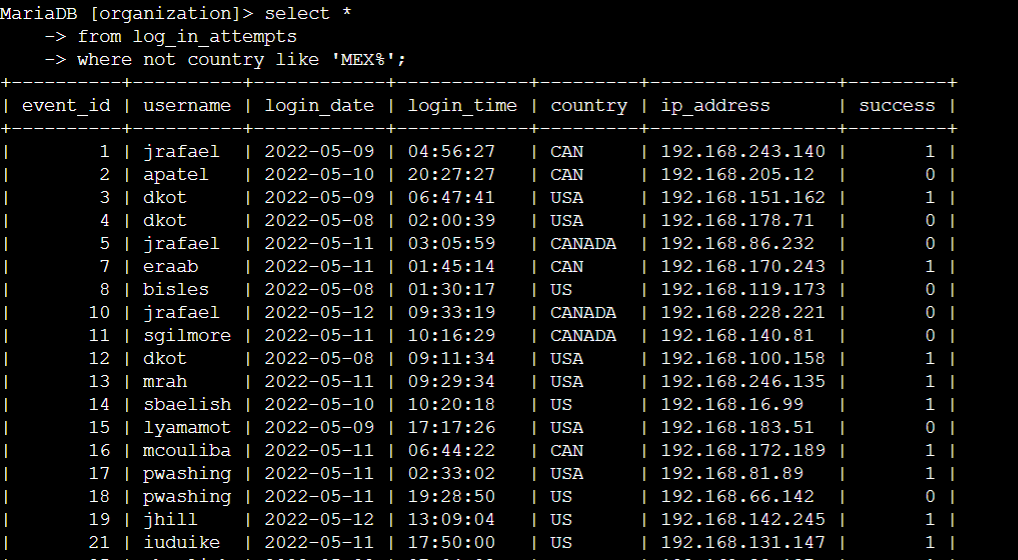 MariaDB [organization]> select *
    -> from log_in_attempts
    -> where not country like 'MEX%';
+----------+----------+------------+------------+---------+-----------------+---------+
| event_id | username | login_date | login_time | country | ip_address      | success |
+----------+----------+------------+------------+---------+-----------------+---------+
|        1 | jrafael  | 2022-05-09 | 04:56:27   | CAN     | 192.168.243.140 |       1 |
|        2 | apatel   | 2022-05-10 | 20:27:27   | CAN     | 192.168.205.12  |       0 |
|        3 | dkot     | 2022-05-09 | 06:47:41   | USA     | 192.168.151.162 |       1 |
|        4 | dkot     | 2022-05-08 | 02:00:39   | USA     | 192.168.178.71  |       0 |
|        5 | jrafael  | 2022-05-11 | 03:05:59   | CANADA  | 192.168.86.232  |       0 |
|        7 | eraab    | 2022-05-11 | 01:45:14   | CAN     | 192.168.170.243 |       1 |
|        8 | bisles   | 2022-05-08 | 01:30:17   | US      | 192.168.119.173 |       0 |
|       10 | jrafael  | 2022-05-12 | 09:33:19   | CANADA  | 192.168.228.221 |       0 |
|       11 | sgilmore | 2022-05-11 | 10:16:29   | CANADA  | 192.168.140.81  |       0 |
|       12 | dkot     | 2022-05-08 | 09:11:34   | USA     | 192.168.100.158 |       1 |
|       13 | mrah     | 2022-05-11 | 09:29:34   | USA     | 192.168.246.135 |       1 |
|       14 | sbaelish | 2022-05-10 | 10:20:18   | US      | 192.168.16.99   |       1 |
|       15 | lyamamot | 2022-05-09 | 17:17:26   | USA     | 192.168.183.51  |       0 |
|       16 | mcouliba | 2022-05-11 | 06:44:22   | CAN     | 192.168.172.189 |       1 |
|       17 | pwashing | 2022-05-11 | 02:33:02   | USA     | 192.168.81.89   |       1 |
|       18 | pwashing | 2022-05-11 | 19:28:50   | US      | 192.168.66.142  |       0 |
|       19 | jhill    | 2022-05-12 | 13:09:04   | US      | 192.168.142.245 |       1 |
|       21 | iuduike  | 2022-05-11 | 17:50:00   | US      | 192.168.131.147 |       1 |